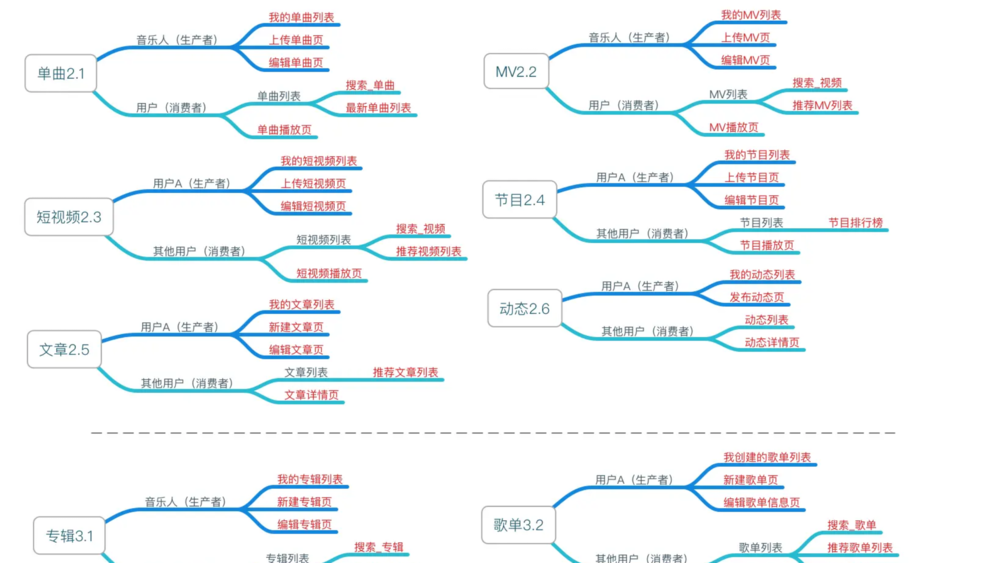 单曲2.1
音乐人（生产者）
我的单曲列表
上传单曲页
编辑单曲页
用户（消费者）
单曲列表
搜索_单曲
最新单曲列表
单曲播放页
MV2.2
音乐人（生产者）
我的MV列表
上传MV页
编辑MV页
用户（消费者）
MV列表
搜索_视频
推荐MV列表
MV播放页
短视频2.3
用户A（生产者）
我的短视频列表
上传短视频页
编辑短视频页
其他用户（消费者）
短视频列表
搜索_视频
推荐视频列表
短视频播放页
节目2.4
用户A（生产者）
我的节目列表
上传节目页
编辑节目页
其他用户（消费者）
节目列表
节目排行榜
节目播放页
文章2.5
用户A（生产者）
我的文章列表
新建文章页
编辑文章页
其他用户（消费者）
文章列表
推荐文章列表
文章详情页
动态2.6
用户A（生产者）
我的动态列表
发布动态页
其他用户（消费者）
动态列表
动态详情页
专辑3.1
音乐人（生产者）
我的专辑列表
新建专辑页
编辑专辑页
专辑列表
搜索_专辑
歌单3.2
用户A（生产者）
我创建的歌单列表
新建歌单页
编辑歌单信息页
其他用户（消费者）
歌单列表
搜索_歌单
推荐歌单列表